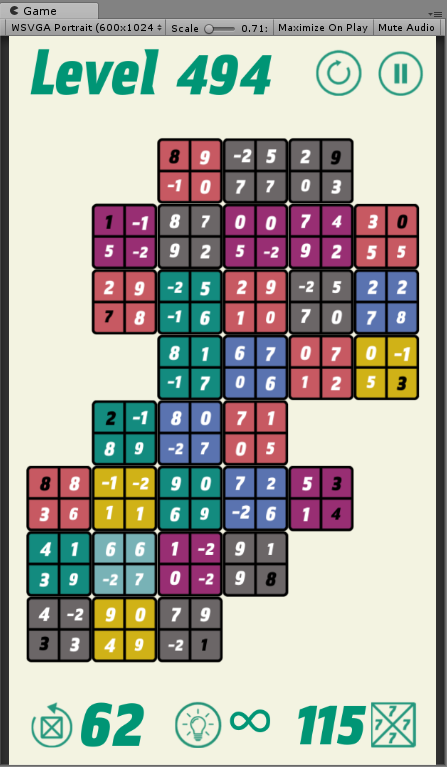 Game
WSVGA Portrait (600x1024
Scale
0.71:
Maximize On Play
Mute Audio
Level 494
8 9 -2 5 2 9
-1 0 7 7 0 3
1 -1 8 7 0 0 7 4 3 0
5 -2 9 2 5 -2 9 2 5 5
2 9 -2 5 2 9 -2 5 2 2
7 8 -1 6 1 0 7 0 7 8
8 1 6 7 0 7 0 -1
-1 7 0 6 1 2 5 3
2 -1 8 0 7 1
8 9 -2 7 0 5
8 8 -1 -2 9 0 7 2 5 3
3 6 1 1 6 9 -2 6 1 4
4 1 6 6 1 -2 9 1
3 9 -2 7 0 -2 9 8
4 -2 9 0 7 9
3 3 4 9 -2 1
62 ∞ 115 7 7 7 7